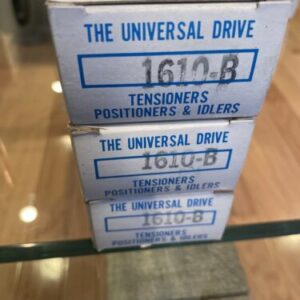 THE UNIVERSAL DRIVE
1610-B
TENSIONERS
POSITIONERS & IDLERS
THE UNIVERSAL DRIVE
1610-B
TENSIONERS
POSITIONERS & IDLERS
THE UNIVERSAL DRIVE
1610-B
TENSIONERS
POSITIONERS & IDLERS